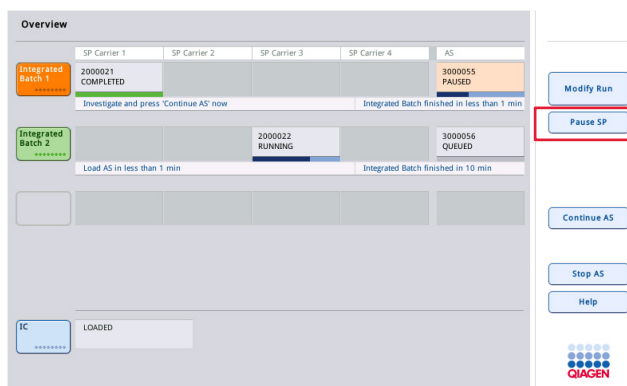 Overview
SP Carrier 1 SP Carrier 2 SP Carrier 3 SP Carrier 4 AS
Integrated
Batch 1
********
2000021
COMPLETED
3000055
PAUSED
Investigate and press 'Continue AS' now
Integrated Batch finished in less than 1 min
Integrated
Batch 2
********
2000022
RUNNING
3000056
QUEUED
Load AS in less than 1 min
Integrated Batch finished in 10 min
IC
********
LOADED
Modify Run
Pause SP
Continue AS
Stop AS
Help
QIAGEN